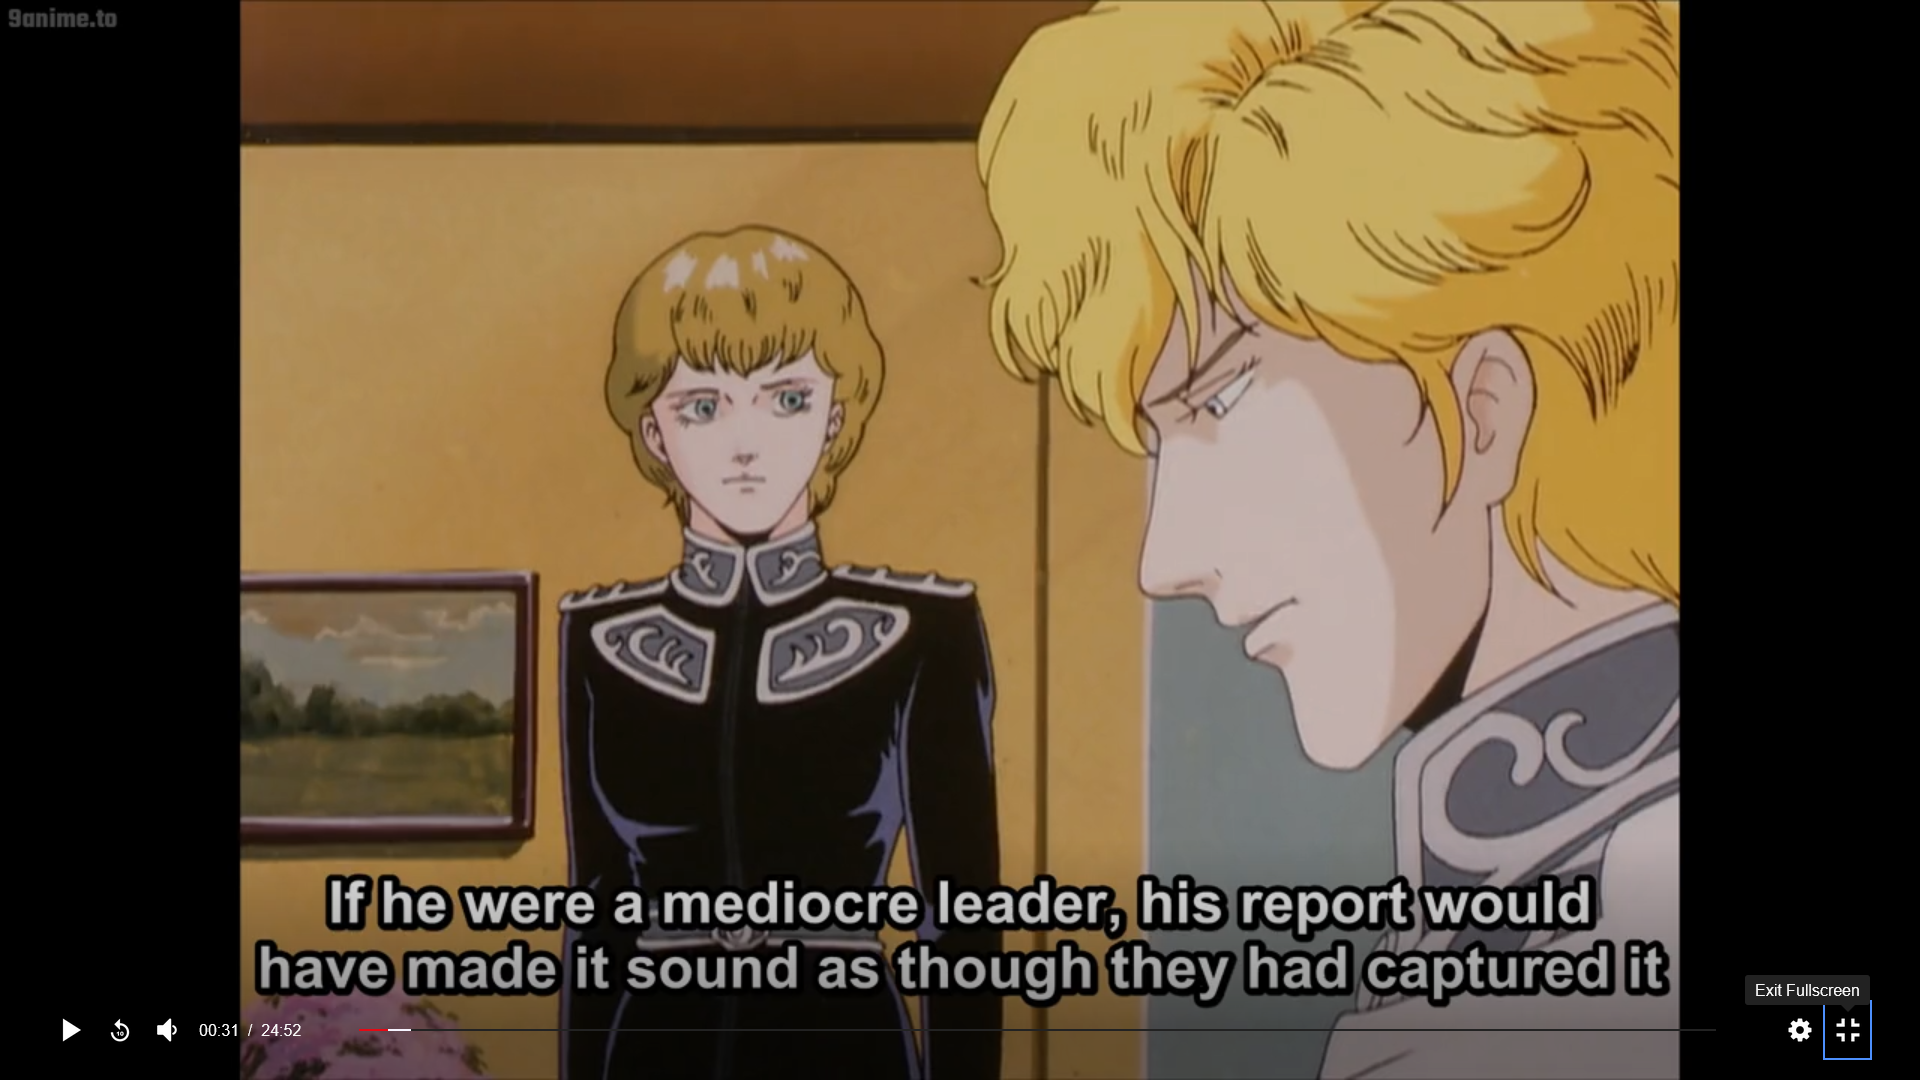 9anime.to
If he were a mediocre leader, his report would
have made it sound as though they had captured it
Exit Fullscreen
10
00:31 / 24:52